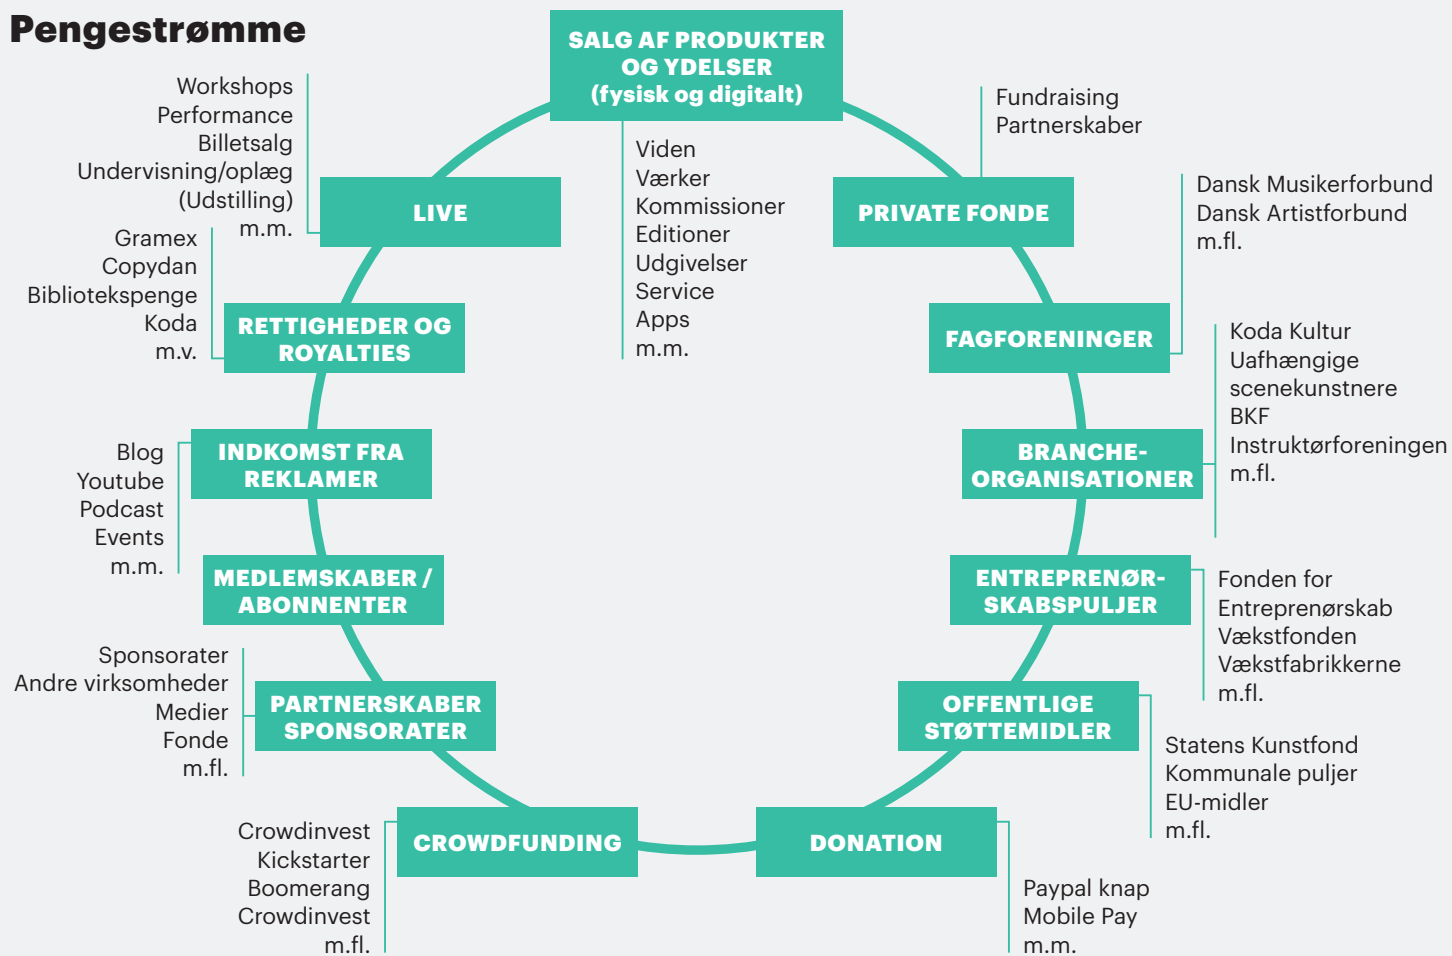 Pengestrømme
SALG AF PRODUKTER
OG YDELSER
(fysisk og digitalt)
Viden
Værker
Kommissioner
Editioner
Udgivelser
Service
Apps
m.m.
PRIVATE FONDE
Fundraising
Partnerskaber
FAGFORENINGER
Dansk Musikerforbund
Dansk Artistforbund
m.fl.
BRANCHE-
ORGANISATIONER
Koda Kultur
Uafhængige
scenekunstnere
BKF
Instruktørforeningen
m.fl.
ENTREPRENØR-
SKABSPULJER
Fonden for
Entreprenørskab
Vækstfonden
Vækstfabrikkerne
m.fl.
OFFENTLIGE
STØTTEMIDLER
Statens Kunstfond
Kommunale puljer
EU-midler
m.fl.
DONATION
Paypal knap
Mobile Pay
m.m.
CROWDFUNDING
Crowdinvest
Kickstarter
Boomerang
Crowdinvest
m.fl.
PARTNERSKABER
SPONSORATER
Sponsorater
Andre virksomheder
Medier
Fonde
m.fl.
MEDLEMSKABER /
ABONNENTER
INDKOMST FRA
REKLAMER
Blog
Youtube
Podcast
Events
m.m.
RETTIGHEDER OG
ROYALTIES
Gramex
Copydan
Bibliotekspenge
Koda
m.v.
LIVE
Workshops
Performance
Billetsalg
Undervisning/oplæg
(Udstilling)
m.m.